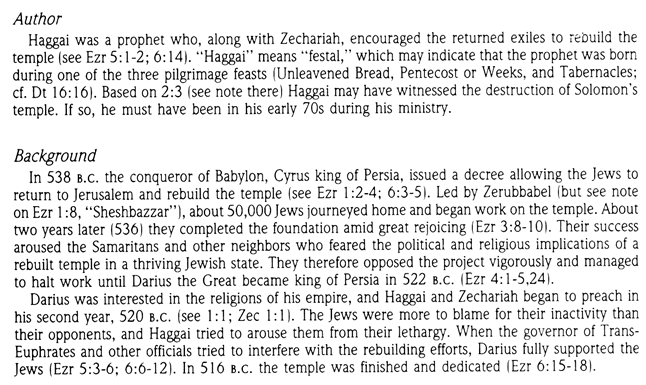 Author
Haggai was a prophet who, along with Zechariah, encouraged the returned exiles to rebuild the
temple (see Ezr 5:1-2; 6:14). “Haggai” means “festal,” which may indicate that the prophet was born
during one of the three pilgrimage feasts (Unleavened Bread, Pentecost or Weeks, and Tabernacles;
cf. Dt 16:16). Based on 2:3 (see note there) Haggai may have witnessed the destruction of Solomon’s
temple. If so, he must have been in his early 70s during his ministry.
Background
In 538 B.C. the conqueror of Babylon, Cyrus king of Persia, issued a decree allowing the Jews to
return to Jerusalem and rebuild the temple (see Ezr 1:2-4; 6:3-5). Led by Zerubbabel (but see note
on Ezr 1:8, “Sheshbazzar”), about 50,000 Jews journeyed home and began work on the temple. About
two years later (536) they completed the foundation amid great rejoicing (Ezr 3:8-10). Their success
aroused the Samaritans and other neighbors who feared the political and religious implications of a
rebuilt temple in a thriving Jewish state. They therefore opposed the project vigorously and managed
to halt work until Darius the Great became king of Persia in 522 B.C. (Ezr 4:1-5,24).
Darius was interested in the religions of his empire, and Haggai and Zechariah began to preach in
his second year, 520 B.C. (see 1:1; Zec 1:1). The Jews were more to blame for their inactivity than
their opponents, and Haggai tried to arouse them from their lethargy. When the governor of Trans-
Euphrates and other officials tried to interfere with the rebuilding efforts, Darius fully supported the
Jews (Ezr 5:3-6; 6:6-12). In 516 B.C. the temple was finished and dedicated (Ezr 6:15-18).